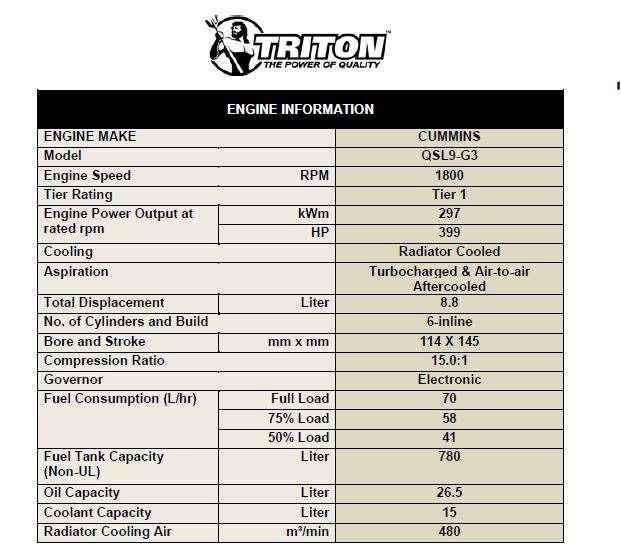 TRITON™
THE POWER OF QUALITY
ENGINE INFORMATION
ENGINE MAKE CUMMINS
Model QSL9-G3
Engine Speed RPM 1800
Tier Rating Tier 1
Engine Power Output at rated rpm kWm 297
HP 399
Cooling Radiator Cooled
Aspiration Turbocharged & Air-to-air
Aftercooled
Total Displacement Liter 8.8
No. of Cylinders and Build 6-inline
Bore and Stroke mm x mm 114 X 145
Compression Ratio 15.0:1
Governor Electronic
Fuel Consumption (L/hr) Full Load 70
75% Load 58
50% Load 41
Fuel Tank Capacity Liter 780
(Non-UL)
Oil Capacity Liter 26.5
Coolant Capacity Liter 15
Radiator Cooling Air m³/min 480